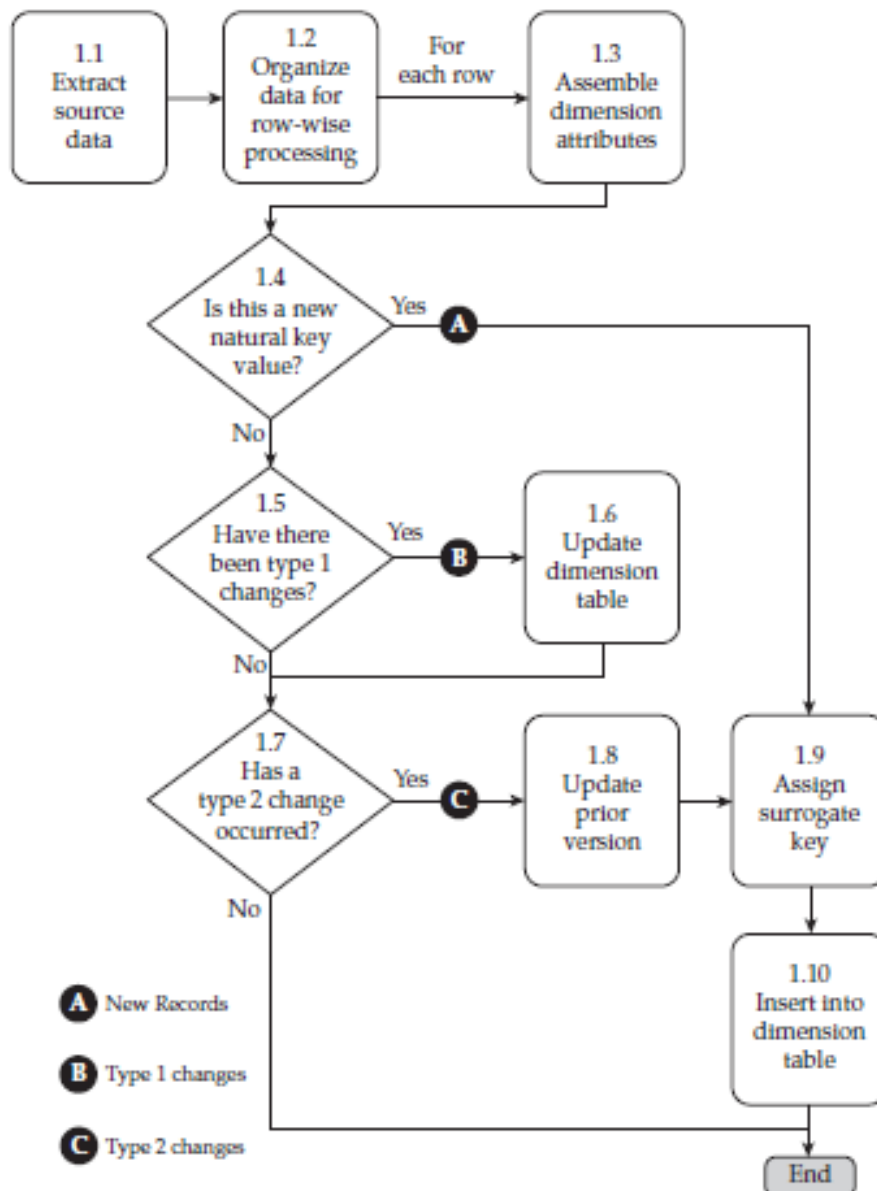 1.1
Extract
source
data
1.2
Organize
data for
row-wise
processing
For
each row
1.3
Assemble
dimension
attributes
1.4
Is this a new
natural key
value?
Yes
A
No
1.5
Have there
been type 1
changes?
Yes
B
1.6
Update
dimension
table
No
1.7
Has a
type 2 change
occurred?
Yes
C
1.8
Update
prior
version
1.9
Assign
surrogate
key
No
1.10
Insert into
dimension
table
A New Records
B Type 1 changes
C Type 2 changes
End